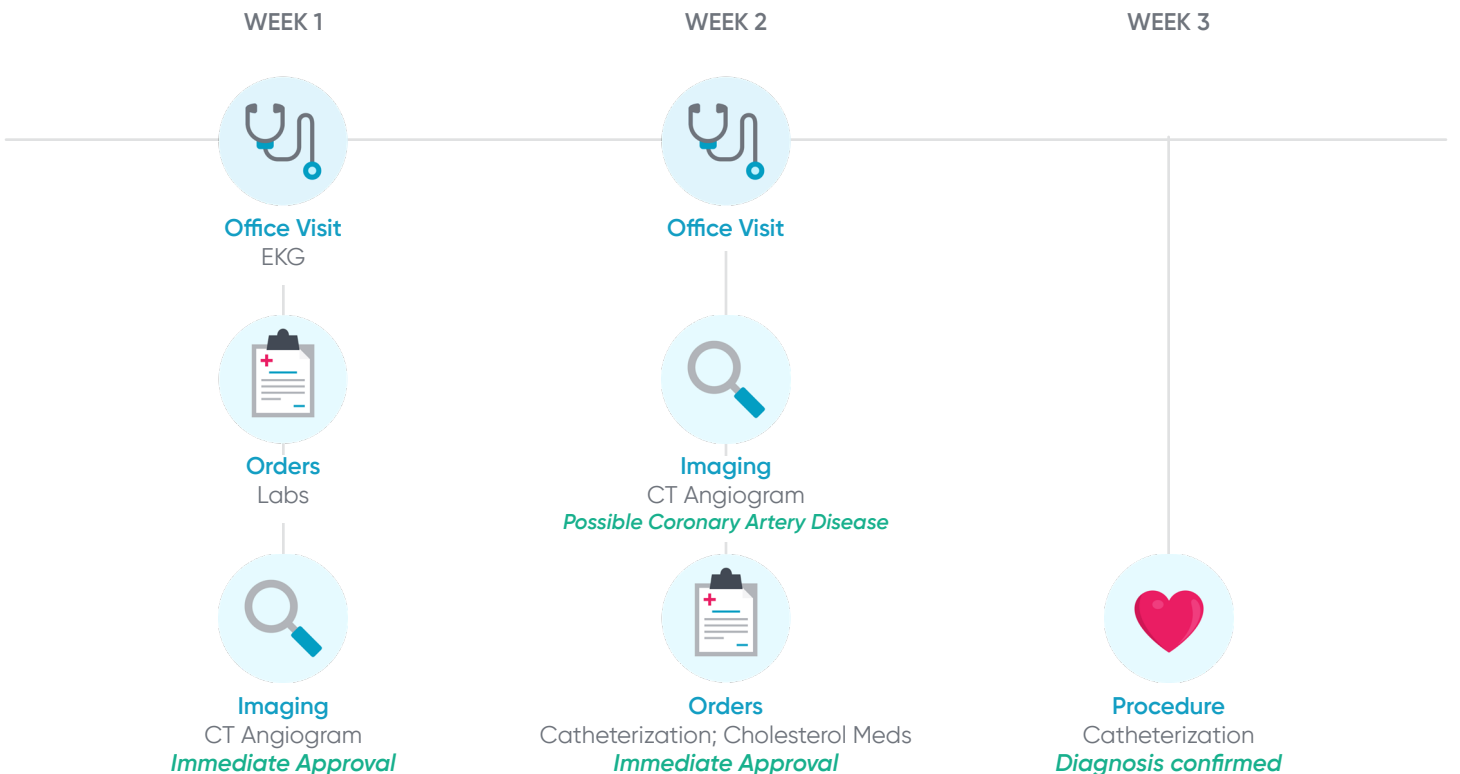 WEEK 1
WEEK 2
WEEK 3
Office Visit
EKG
Office Visit
Orders
Labs
Imaging
CT Angiogram
Possible Coronary Artery Disease
Imaging
CT Angiogram
Immediate Approval
Orders
Catheterization; Cholesterol Meds
Immediate Approval
Procedure
Catheterization
Diagnosis confirmed